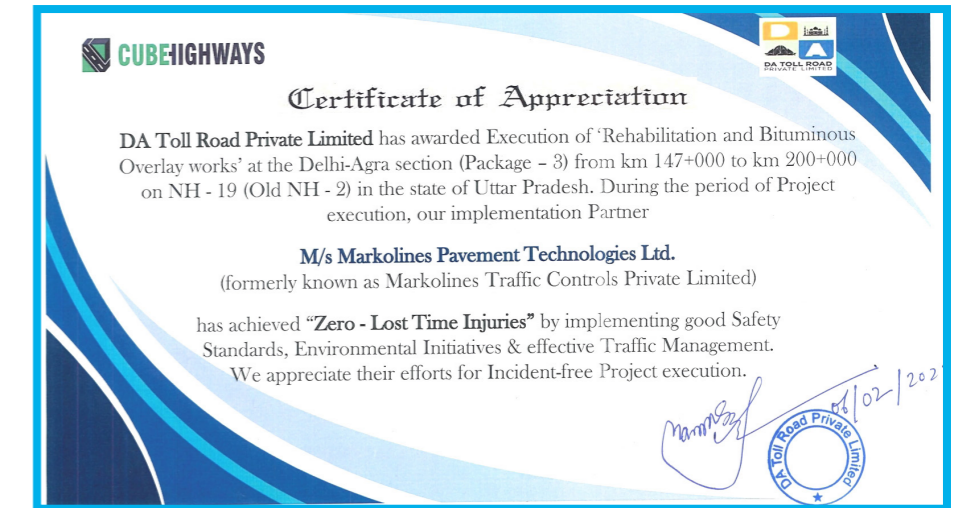 CUBEHIGHWAYS
D
A
DA TOLL ROAD
PRIVATE LIMITED
Certificate of Appreciation
DA Toll Road Private Limited has awarded Execution of ‘Rehabilitation and Bituminous
Overlay works’ at the Delhi-Agra section (Package – 3) from km 147+000 to km 200+000
on NH - 19 (Old NH - 2) in the state of Uttar Pradesh. During the period of Project
execution, our implementation Partner
M/s Markolines Pavement Technologies Ltd.
(formerly known as Markolines Traffic Controls Private Limited)
has achieved “Zero - Lost Time Injuries” by implementing good Safety
Standards, Environmental Initiatives & effective Traffic Management.
We appreciate their efforts for Incident-free Project execution.
06/02/202
DA Toll Road Private Limited